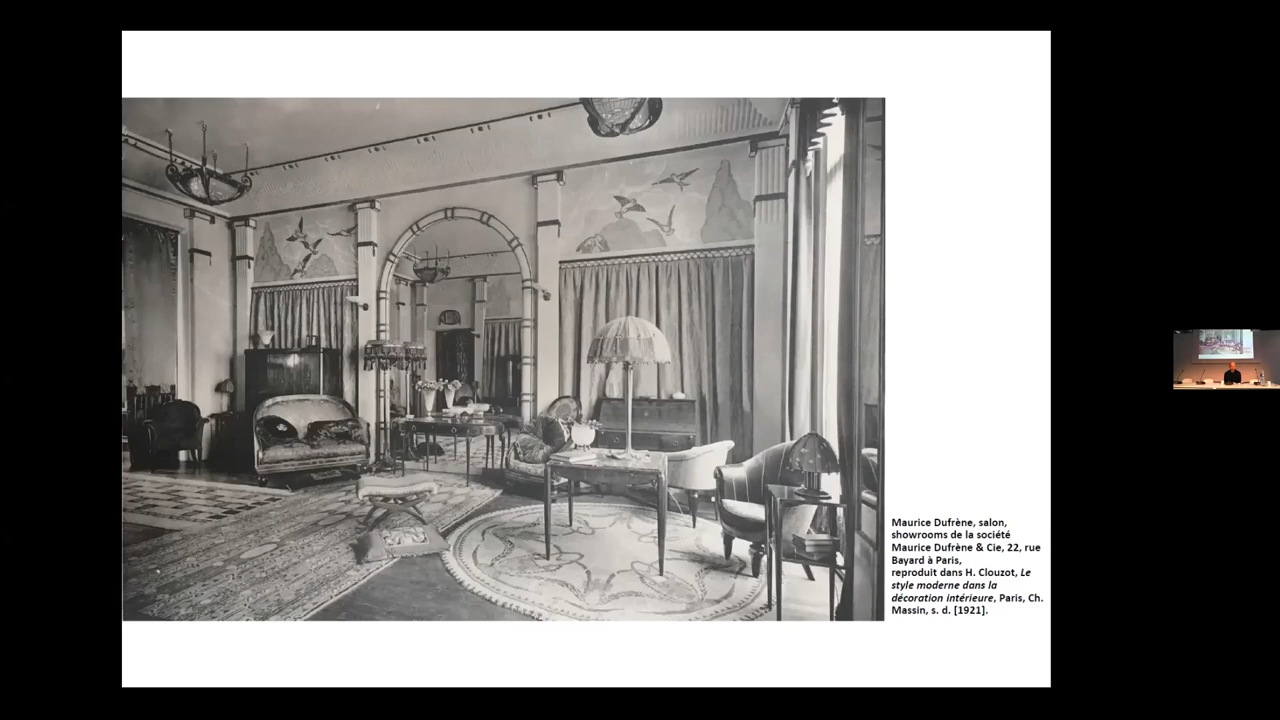 Maurice Dufrène, salon,
showrooms de la société
Maurice Dufrène & Cie, 22, rue
Bayard à Paris,
reproduit dans H. Clouzot, Le
style moderne dans la
décoration intérieure, Paris, Ch.
Massin, s. d. [1921].